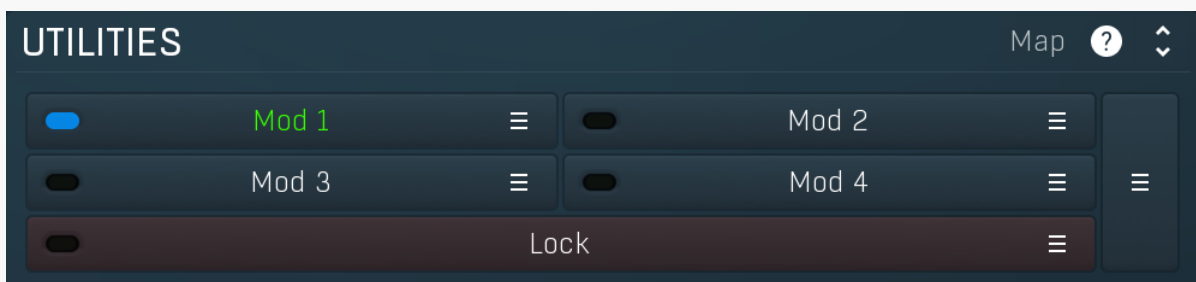 UTILITIES Map ?
Mod 1 Mod 2
Mod 3 Mod 4
Lock